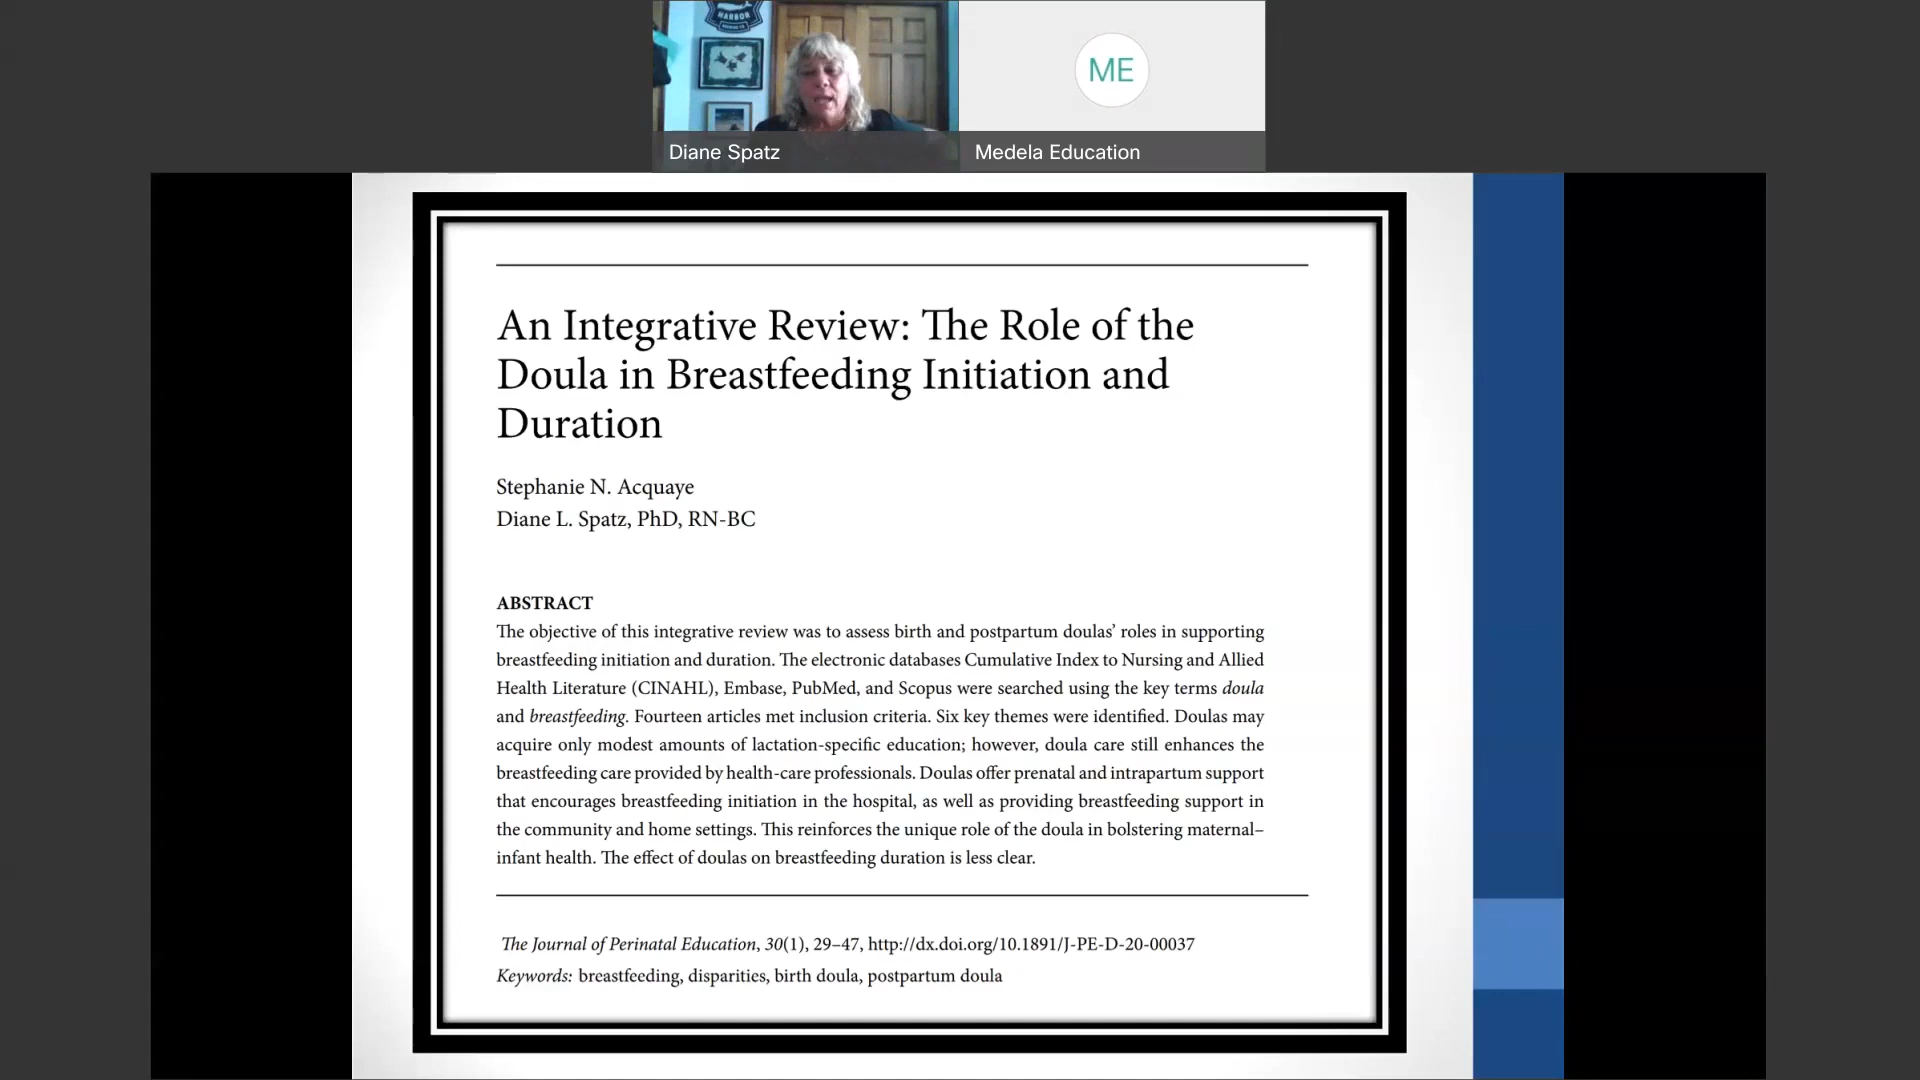 HARBOR
ME
Diane Spatz
Medela Education
An Integrative Review: The Role of the
Doula in Breastfeeding Initiation and
Duration
Stephanie N. Acquaye
Diane L. Spatz, PhD, RN-BC
ABSTRACT
The objective of this integrative review was to assess birth and postpartum doulas’ roles in supporting
breastfeeding initiation and duration. The electronic databases Cumulative Index to Nursing and Allied
Health Literature (CINAHL), Embase, PubMed, and Scopus were searched using the key terms doula
and breastfeeding. Fourteen articles met inclusion criteria. Six key themes were identified. Doulas may
acquire only modest amounts of lactation-specific education; however, doula care still enhances the
breastfeeding care provided by health-care professionals. Doulas offer prenatal and intrapartum support
that encourages breastfeeding initiation in the hospital, as well as providing breastfeeding support in
the community and home settings. This reinforces the unique role of the doula in bolstering maternal–
infant health. The effect of doulas on breastfeeding duration is less clear.
The Journal of Perinatal Education, 30(1), 29–47, http://dx.doi.org/10.1891/J-PE-D-20-00037
Keywords: breastfeeding, disparities, birth doula, postpartum doula